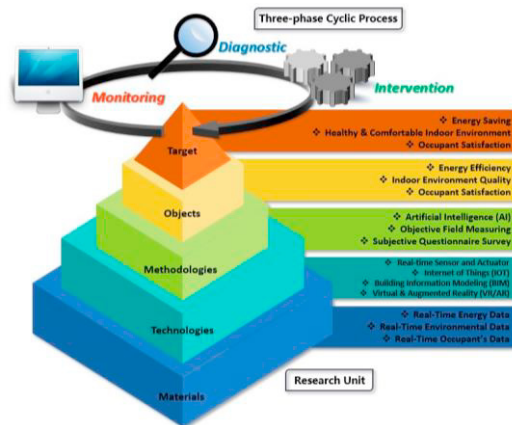 Three-phase Cyclic Process
Diagnostic
Monitoring
Intervention
❖ Energy Saving
❖ Healthy & Comfortable Indoor Environment
❖ Occupant Satisfaction
Target
❖ Energy Efficiency
❖ Indoor Environment Quality
❖ Occupant Satisfaction
Objects
❖ Artificial Intelligence (AI)
❖ Objective Field Measuring
❖ Subjective Questionnaire Survey
Methodologies
❖ Real-time Sensor and Actuator
❖ Internet of Things (IOT)
❖ Building Information Modeling (BIM)
❖ Virtual & Augmented Reality (VR/AR)
Technologies
❖ Real-Time Energy Data
❖ Real-Time Environmental Data
❖ Real-Time Occupant's Data
Materials
Research Unit